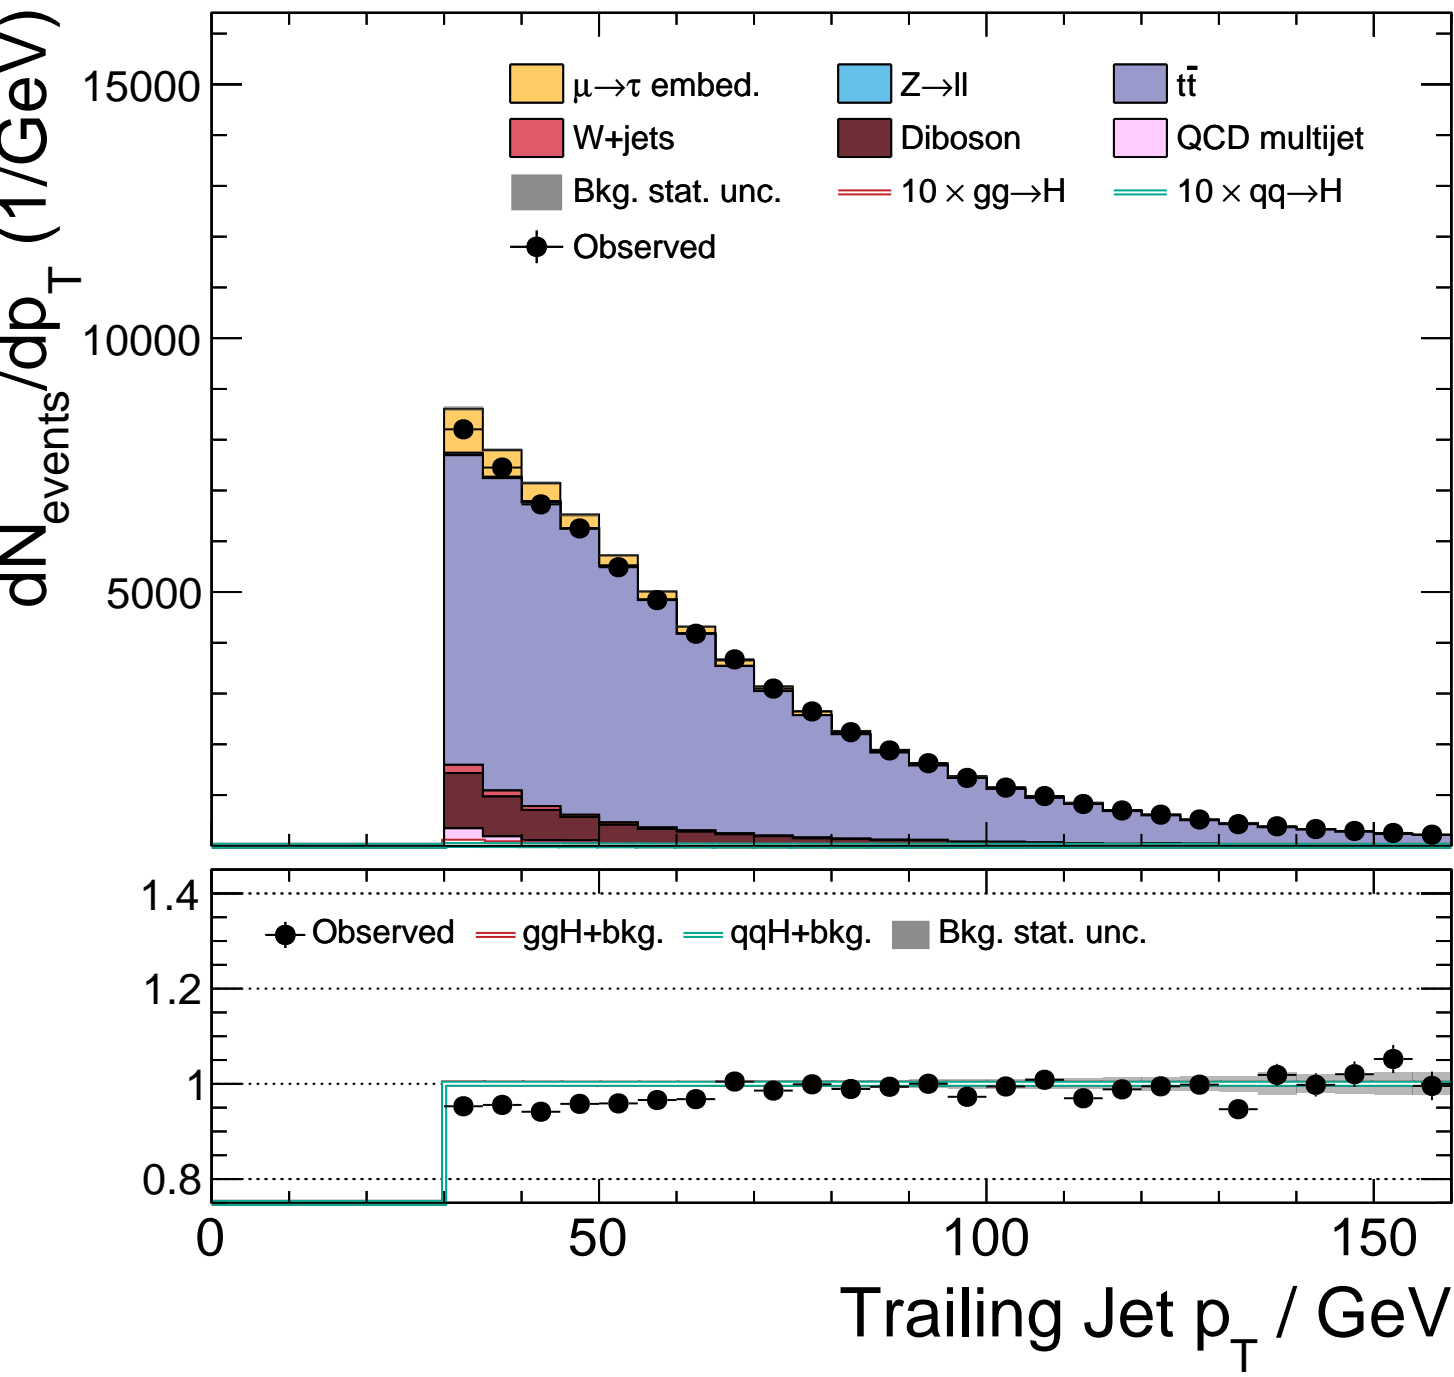 dN_events/dp_T (1/GeV)
15000
10000
5000
μ→τ embed. Z→ll tt̄
W+jets Diboson QCD multijet
Bkg. stat. unc. 10 × gg→H 10 × qq→H
Observed
1.4
1.2
1
0.8
Observed ggH+bkg. qqH+bkg. Bkg. stat. unc.
0 50 100 150
Trailing Jet p_T / GeV